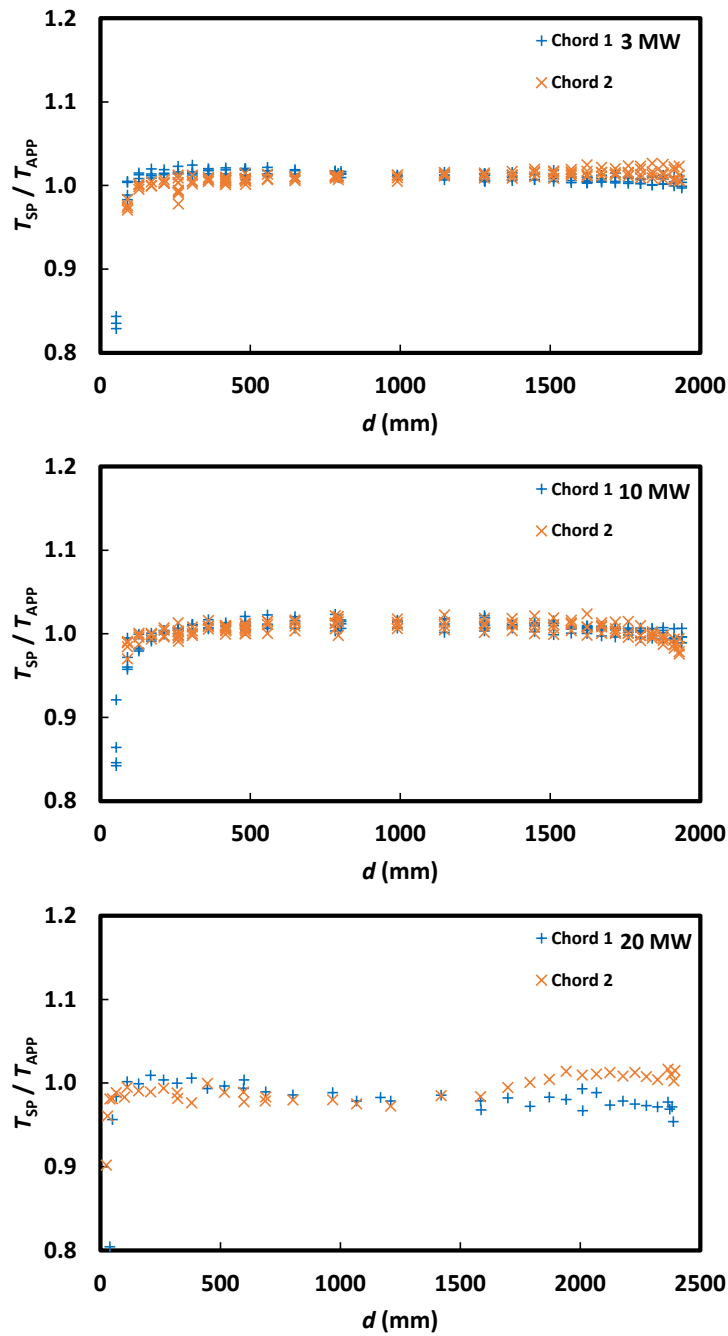 1.2
Chord 1 3 MW
Chord 2
1.1
1.0
0.9
0.8
T_SP / T_APP
0 500 1000 1500 2000
d (mm)
1.2
Chord 1 10 MW
Chord 2
1.1
1.0
0.9
0.8
T_SP / T_APP
0 500 1000 1500 2000
d (mm)
1.2
Chord 1 20 MW
Chord 2
1.1
1.0
0.9
0.8
T_SP / T_APP
0 500 1000 1500 2000 2500
d (mm)